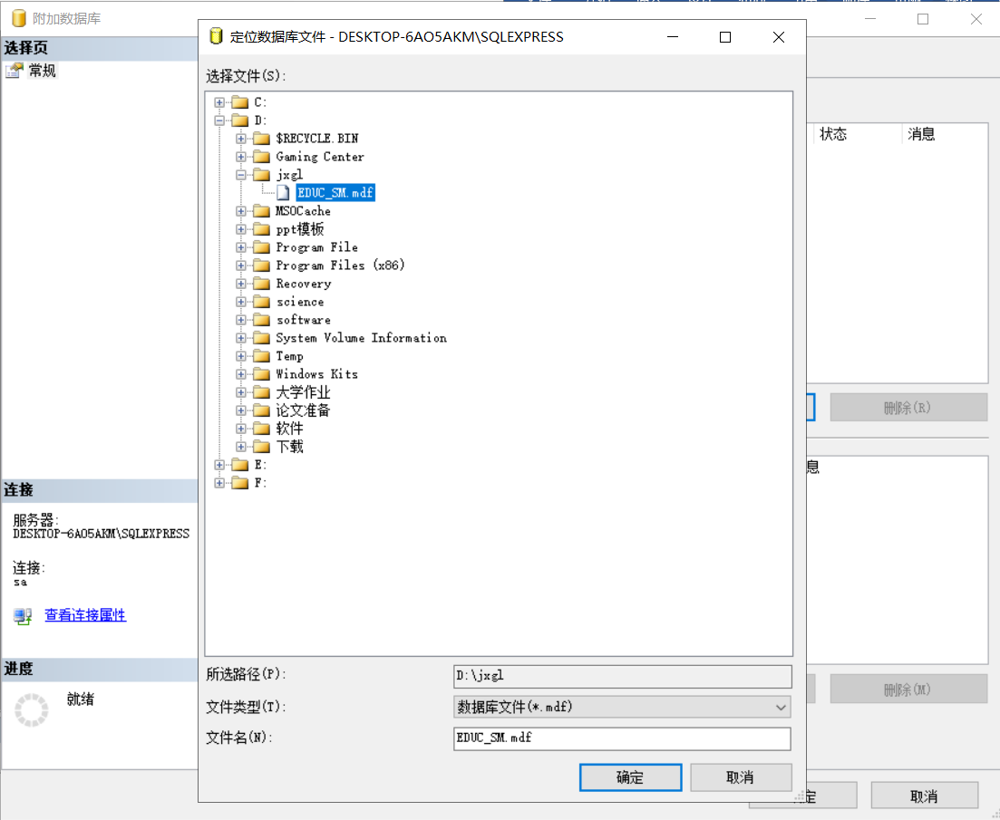 附加数据库
选择页
常规
定位数据库文件 - DESKTOP-6AO5AKM\SQLEXPRESS
选择文件(S):
C:
D:
$RECYCLE.BIN
Gaming Center
jxgl
EDUC_SM.mdf
MSOCache
ppt模板
Program File
Program Files (x86)
Recovery
science
software
System Volume Information
Temp
Windows Kits
大学作业
论文准备
软件
下载
E:
F:
状态 消息
删除(R)
息
连接
服务器:
DESKTOP-6AO5AKM\SQLEXPRESS
连接:
sa
查看连接属性
进度
就绪
所选路径(P): D:\jxgl
文件类型(T): 数据库文件(*.mdf)
文件名(N): EDUC_SM.mdf
确定 取消
删除(M)
定 取消